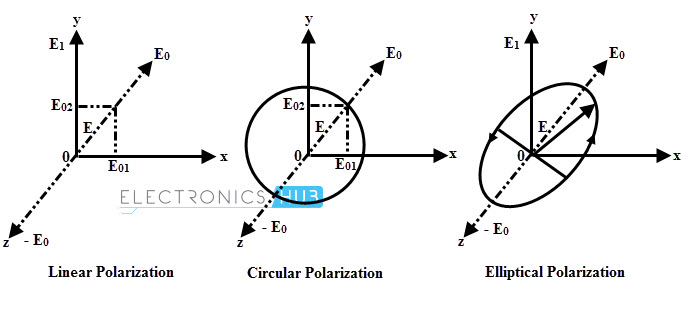 y
E1
E0
E02
E
0
x
E01
z
- E0
Linear Polarization
y
E0
E02
E
0
x
E01
z
- E0
Circular Polarization
y
E1
E0
E
0
x
z
- E0
Elliptical Polarization
ELECTRONICS HUB